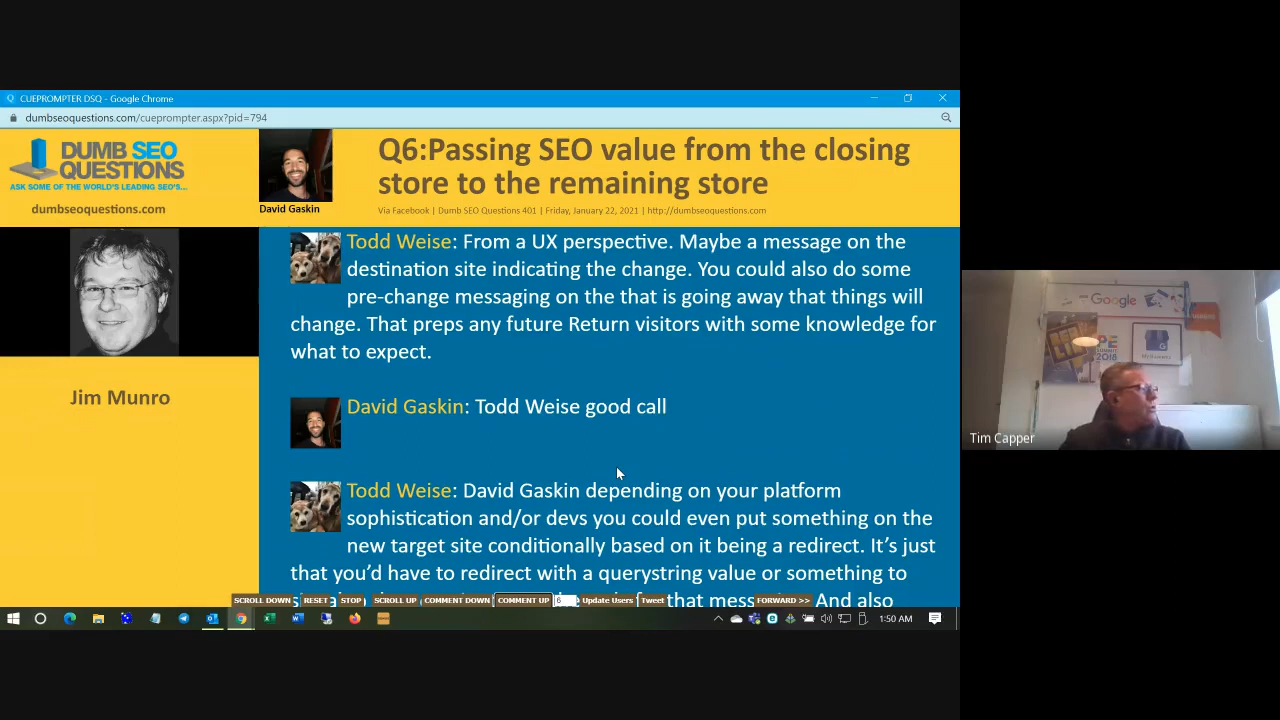 CUEPROMPTER DSQ - Google Chrome
dumbseoquestions.com/cueprompter.aspx?pid=794
DUMB SEO
QUESTIONS
ASK SOME OF THE WORLD'S LEADING SEO'S...
dumbseoquestions.com
David Gaskin
Q6:Passing SEO value from the closing
store to the remaining store
Via Facebook | Dumb SEO Questions 401 | Friday, January 22, 2021 | http://dumbseoquestions.com
Jim Munro
Todd Weise: From a UX perspective. Maybe a message on the
destination site indicating the change. You could also do some
pre-change messaging on the that is going away that things will
change. That preps any future Return visitors with some knowledge for
what to expect.
David Gaskin: Todd Weise good call
Todd Weise: David Gaskin depending on your platform
sophistication and/or devs you could even put something on the
new target site conditionally based on it being a redirect. It's just
that you'd have to redirect with a querystring value or something to
that And also
SCROLL DOWN RESET STOP SCROLL UP COMMENT DOWN COMMENT UP 6 Update Users Tweet FORWARD >>
1:50 AM
Google
2018
Tim Capper